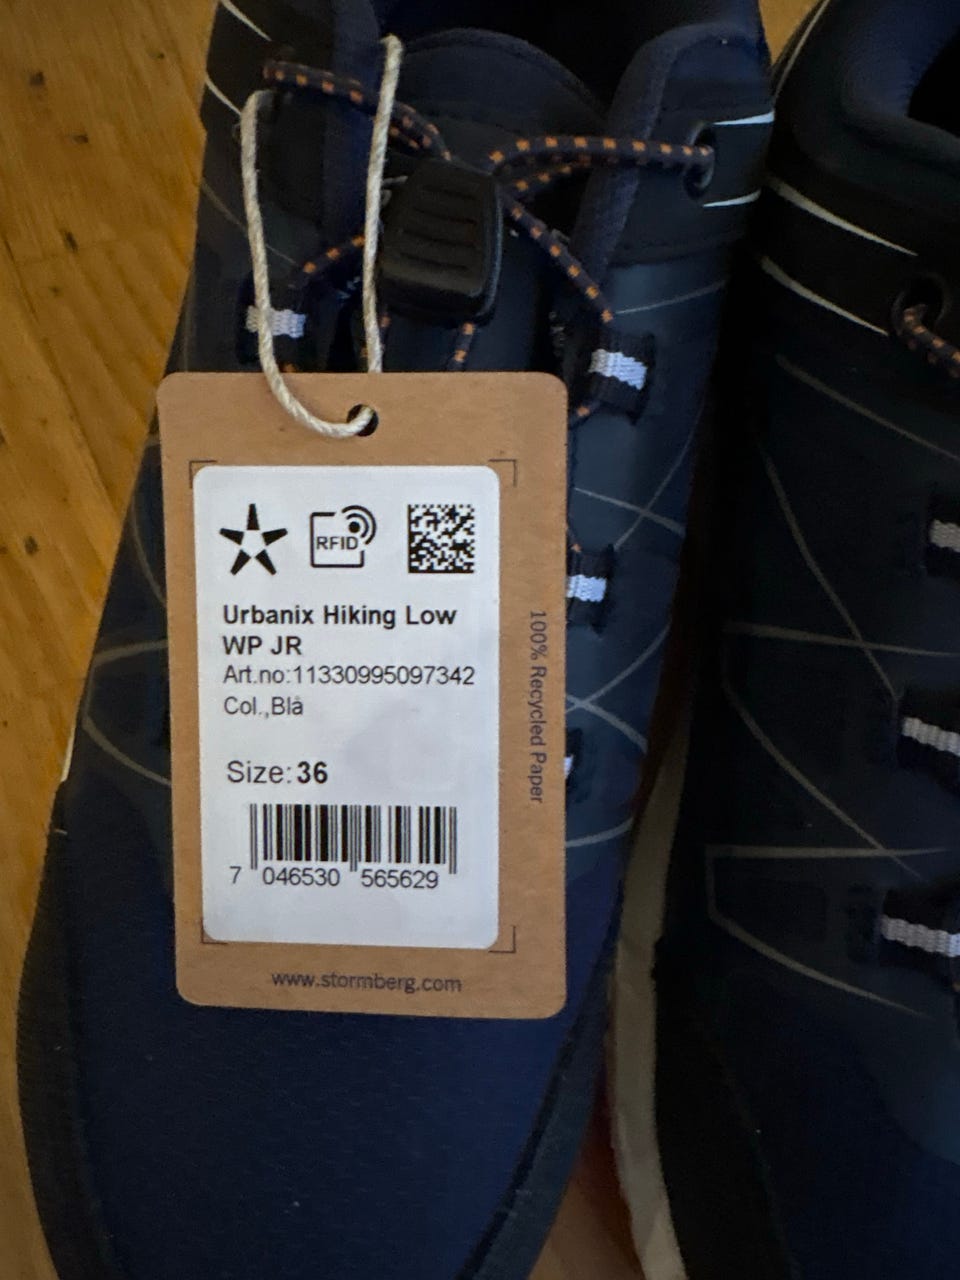 RFID
Urbanix Hiking Low
WP JR
Art.no:11330995097342
Col.,Blå
Size: 36
7 046530 565629
100% Recycled Paper
www.stormberg.com